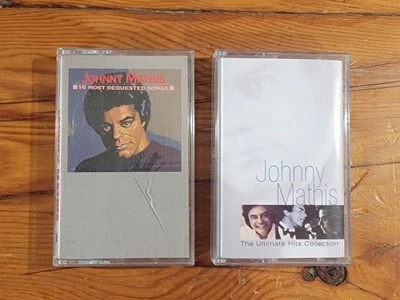 JOHNNY MATHIS
■16 MOST REQUESTED SONGS■
Johnny
Mathis
The Ultimate Hits Collection